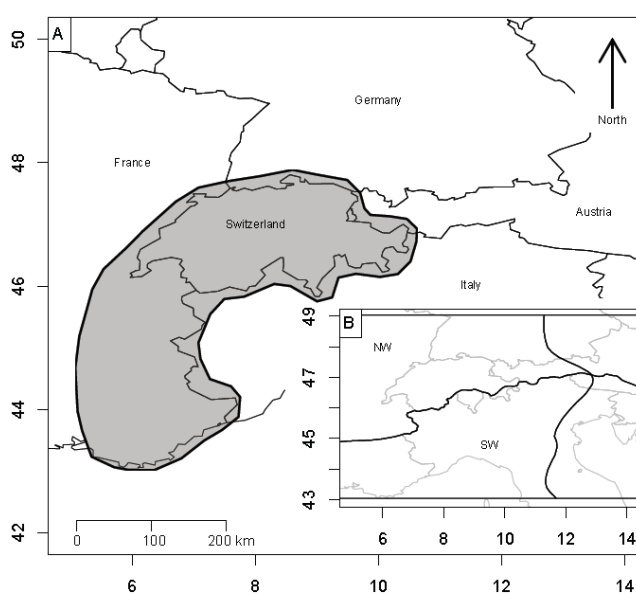 A
50
48
46
44
42
Germany
North
France
Switzerland
Austria
Italy
0 100 200 km
6 8 10 12 14
B
49
47
45
43
NW
SW
6 8 10 12 14